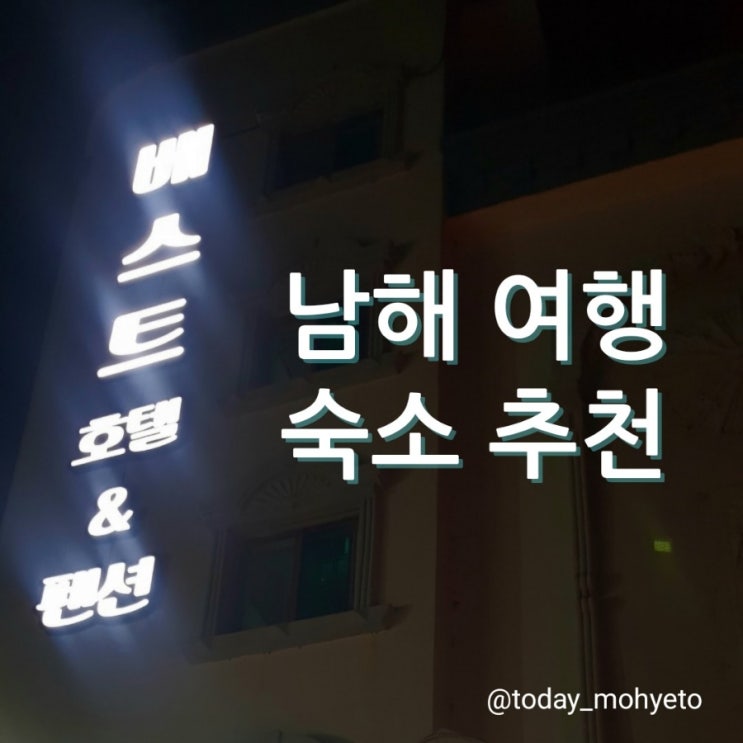 베스트
호텔
&
펜션
남해 여행
숙소 추천
@today_mohyeto